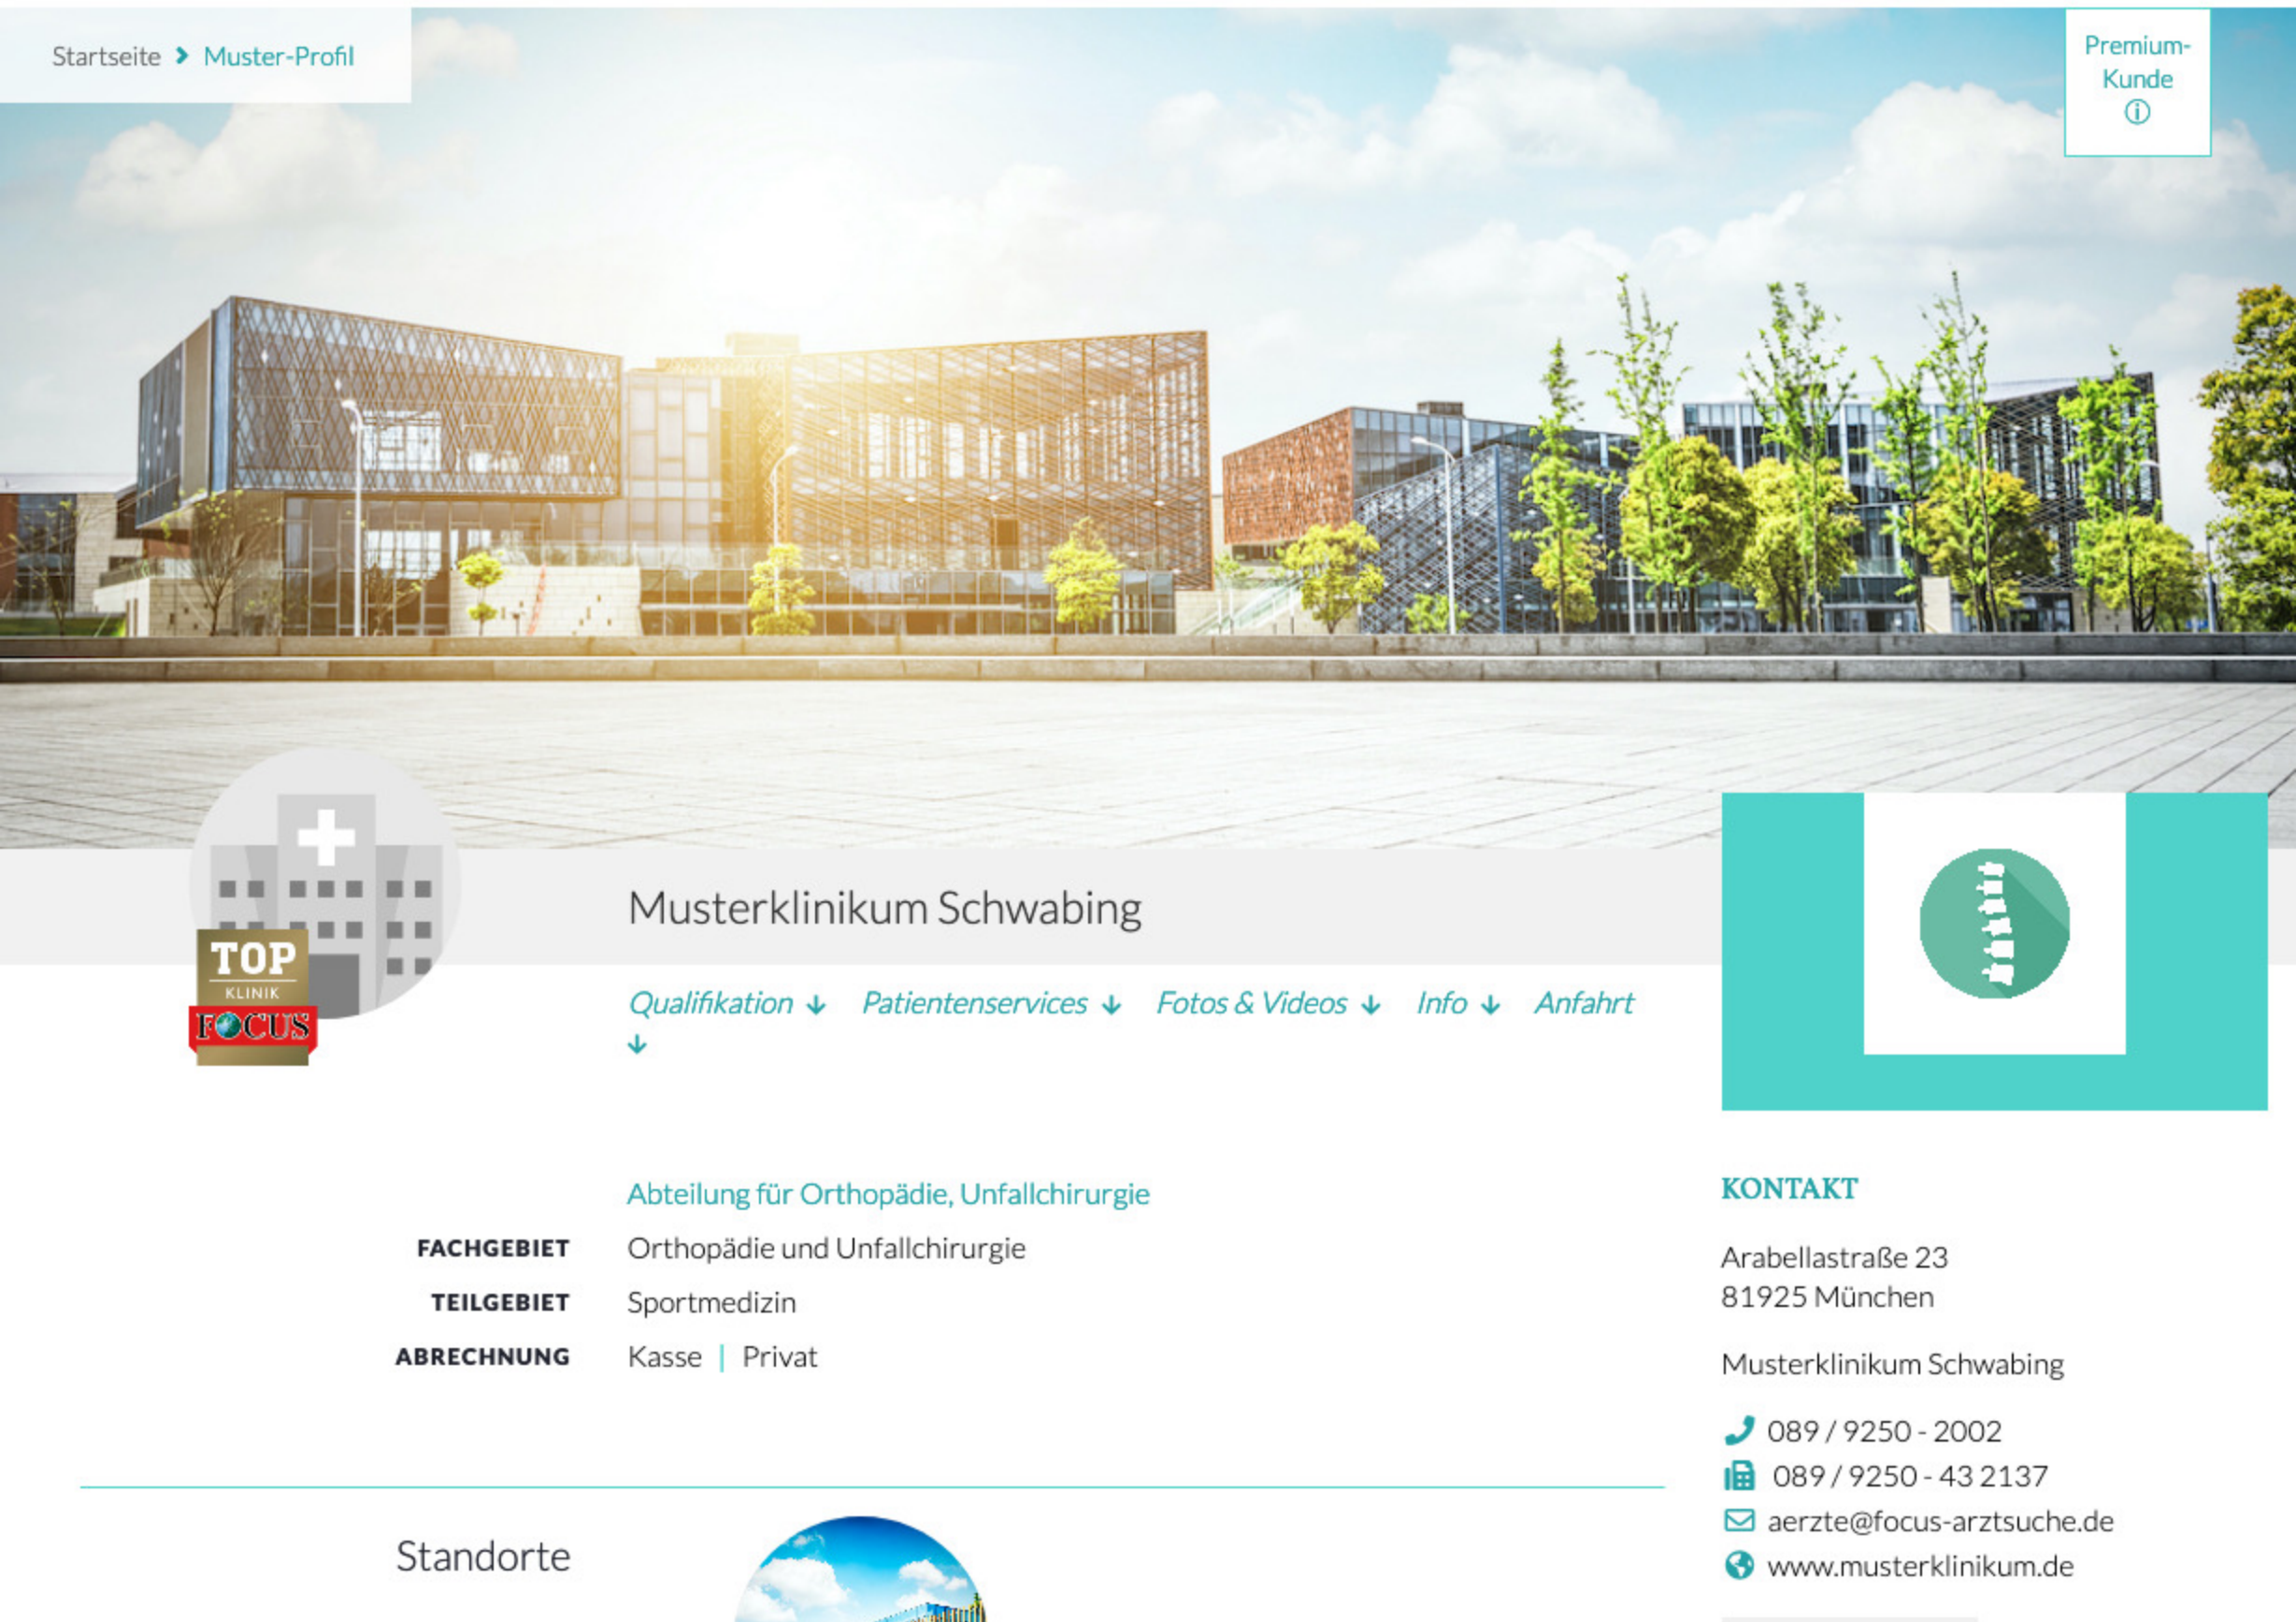 Startseite > Muster-Profil
Premium-
Kunde
Musterklinikum Schwabing
TOP
KLINIK
FOCUS
Qualifikation ↓ Patientenservices ↓ Fotos & Videos ↓ Info ↓ Anfahrt
↓
Abteilung für Orthopädie, Unfallchirurgie
FACHGEBIET Orthopädie und Unfallchirurgie
TEILGEBIET Sportmedizin
ABRECHNUNG Kasse | Privat
Standorte
KONTAKT
Arabellastraße 23
81925 München
Musterklinikum Schwabing
089 / 9250 - 2002
089 / 9250 - 43 2137
aerzte@focus-arztsuche.de
www.musterklinikum.de